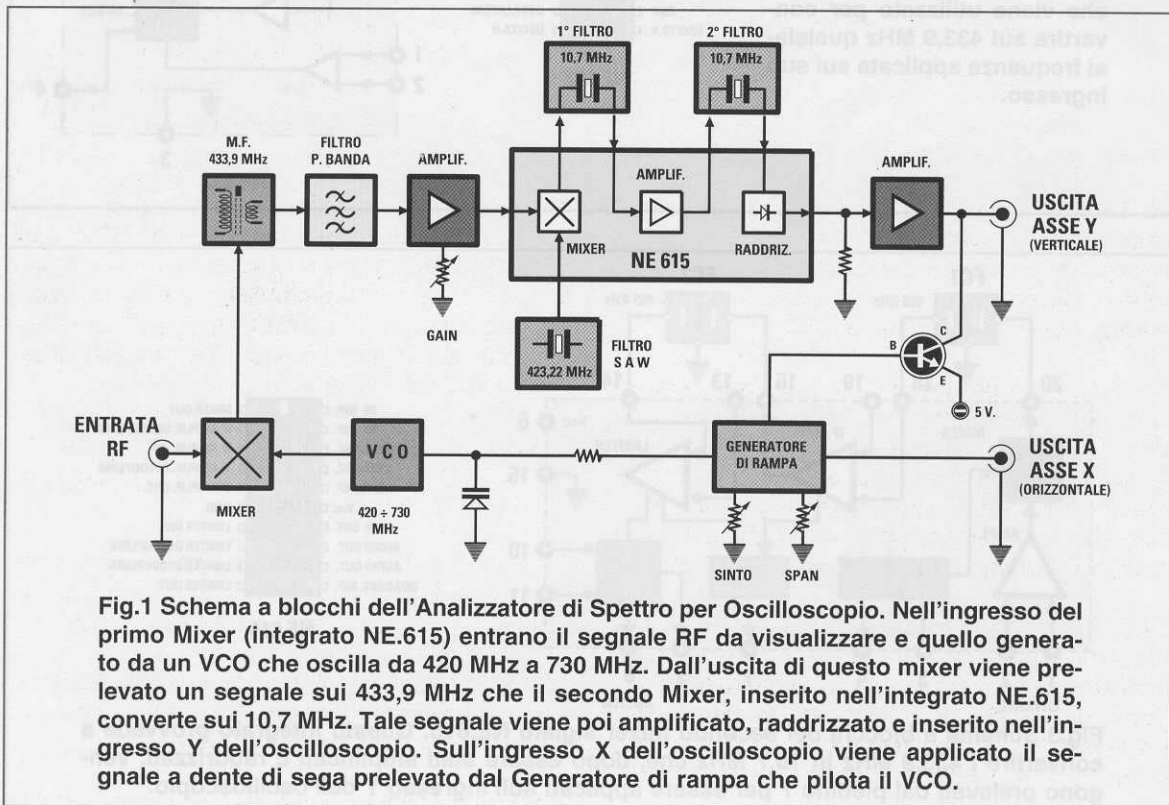 che viene utilizzato per con-
vertire sui 433,9 MHz qualsia-
si frequenza applicata sul suo
ingresso.
1° FILTRO
10,7 MHz
2° FILTRO
10,7 MHz
M.F.
433,9 MHz
FILTRO
P. BANDA
AMPLIF.
AMPLIF.
MIXER
RADDRIZ.
NE 615
AMPLIF.
USCITA
ASSE Y
(VERTICALE)
GAIN
423,22 MHz
FILTRO
S A W
B
C
E
5 V.
ENTRATA
RF
MIXER
V C O
420 ÷ 730
MHz
GENERATORE
DI RAMPA
SINTO
SPAN
USCITA
ASSE X
(ORIZZONTALE)
Fig.1 Schema a blocchi dell'Analizzatore di Spettro per Oscilloscopio. Nell'ingresso del
primo Mixer (integrato NE.615) entrano il segnale RF da visualizzare e quello genera-
to da un VCO che oscilla da 420 MHz a 730 MHz. Dall'uscita di questo mixer viene pre-
levato un segnale sui 433,9 MHz che il secondo Mixer, inserito nell'integrato NE.615,
converte sui 10,7 MHz. Tale segnale viene poi amplificato, raddrizzato e inserito nell'in-
gresso Y dell'oscilloscopio. Sull'ingresso X dell'oscilloscopio viene applicato il se-
gnale a dente di sega prelevato dal Generatore di rampa che pilota il VCO.